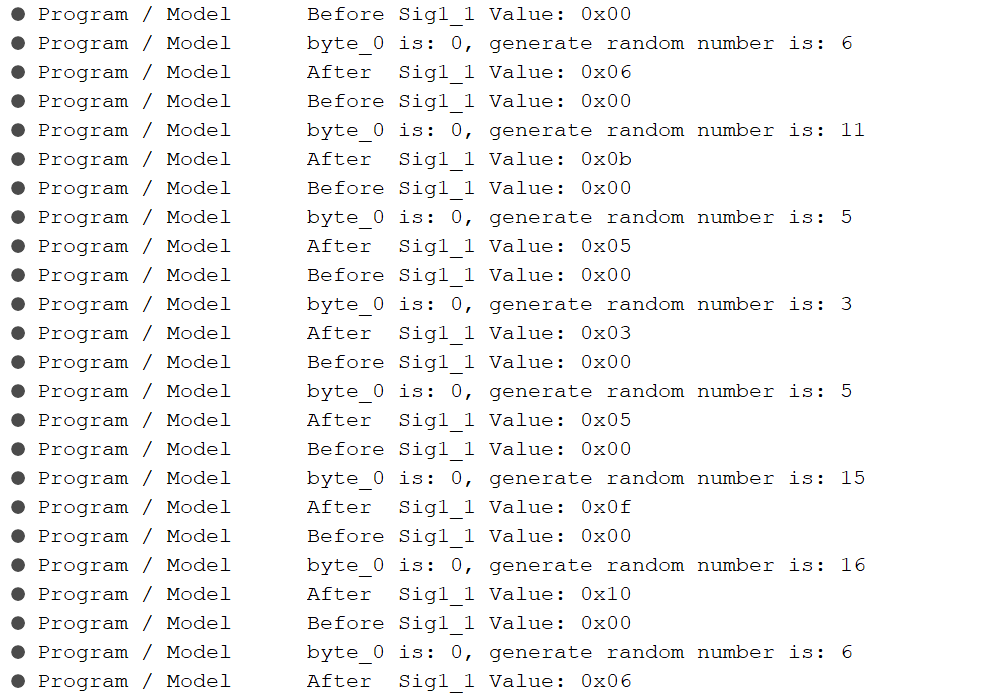 Program / Model Before Sig1_1 Value: 0x00
Program / Model byte_0 is: 0, generate random number is: 6
Program / Model After Sig1_1 Value: 0x06
Program / Model Before Sig1_1 Value: 0x00
Program / Model byte_0 is: 0, generate random number is: 11
Program / Model After Sig1_1 Value: 0x0b
Program / Model Before Sig1_1 Value: 0x00
Program / Model byte_0 is: 0, generate random number is: 5
Program / Model After Sig1_1 Value: 0x05
Program / Model Before Sig1_1 Value: 0x00
Program / Model byte_0 is: 0, generate random number is: 3
Program / Model After Sig1_1 Value: 0x03
Program / Model Before Sig1_1 Value: 0x00
Program / Model byte_0 is: 0, generate random number is: 5
Program / Model After Sig1_1 Value: 0x05
Program / Model Before Sig1_1 Value: 0x00
Program / Model byte_0 is: 0, generate random number is: 15
Program / Model After Sig1_1 Value: 0x0f
Program / Model Before Sig1_1 Value: 0x00
Program / Model byte_0 is: 0, generate random number is: 16
Program / Model After Sig1_1 Value: 0x10
Program / Model Before Sig1_1 Value: 0x00
Program / Model byte_0 is: 0, generate random number is: 6
Program / Model After Sig1_1 Value: 0x06